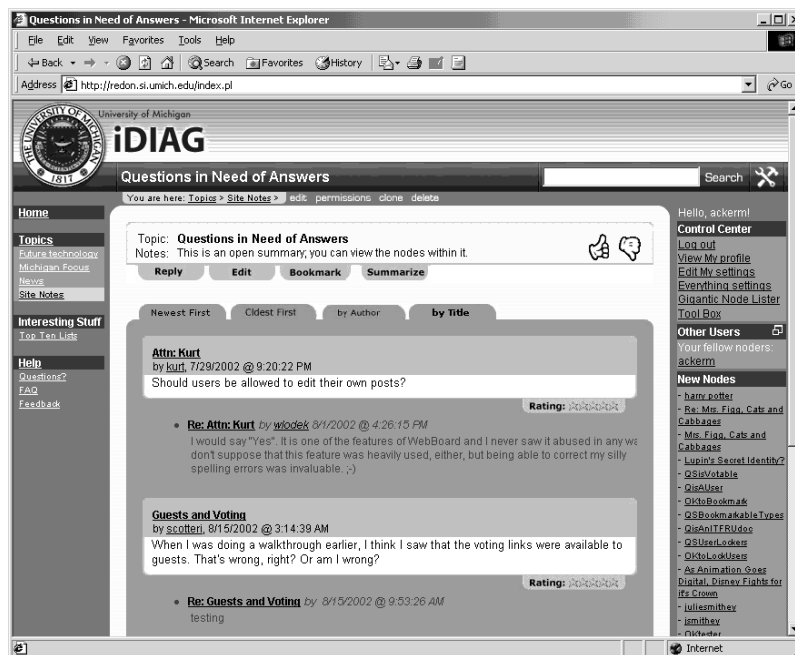 Questions in Need of Answers - Microsoft Internet Explorer
File Edit View Favorites Tools Help
Back Search Favorites History
Address http://redon.si.umich.edu/index.pl Go
THE UNIVERSITY OF MICHIGAN 1817
University of Michigan
iDIAG
Questions in Need of Answers Search
You are here: Topics > Site Notes > edit permissions clone delete
Home
Topics
Future technology
Michigan Focus
News
Site Notes
Interesting Stuff
Top Ten Lists
Help
Questions?
FAQ
Feedback
Topic: Questions in Need of Answers
Notes: This is an open summary; you can view the nodes within it.
Reply Edit Bookmark Summarize
Newest First Oldest First by Author by Title
Attn: Kurt
by kurt, 7/29/2002 @ 9:20:22 PM
Should users be allowed to edit their own posts?
Rating:
Re: Attn: Kurt by wlodek 8/1/2002 @ 4:26:15 PM
I would say "Yes". It is one of the features of WebBoard and I never saw it abused in any wa
don't suppose that this feature was heavily used, either, but being able to correct my silly
spelling errors was invaluable. ;-)
Guests and Voting
by scotteri, 8/15/2002 @ 3:14:39 AM
When I was doing a walkthrough earlier, I think I saw that the voting links were available to
guests. That's wrong, right? Or am I wrong?
Rating:
Re: Guests and Voting by 8/15/2002 @ 9:53:26 AM
testing
Hello, ackerm!
Control Center
Log out
View My profile
Edit My settings
Everything settings
Gigantic Node Lister
Tool Box
Other Users
Your fellow noders:
ackerm
New Nodes
- harry potter
- Re: Mrs. Figg, Cats and
Cabbages
- Mrs. Figg, Cats and
Cabbages
- Lupin's Secret Identity?
- QSisVotable
- QisAUser
- OKtoBookmark
- QSBookmarkableTypes
- QisAnITFRUdoc
- QSUserLockers
- OKtoLockUsers
- As Animation Goes
Digital, Disney Fights for
its Crown
- juliesmithey
- jsmithey
- OKtester
Internet